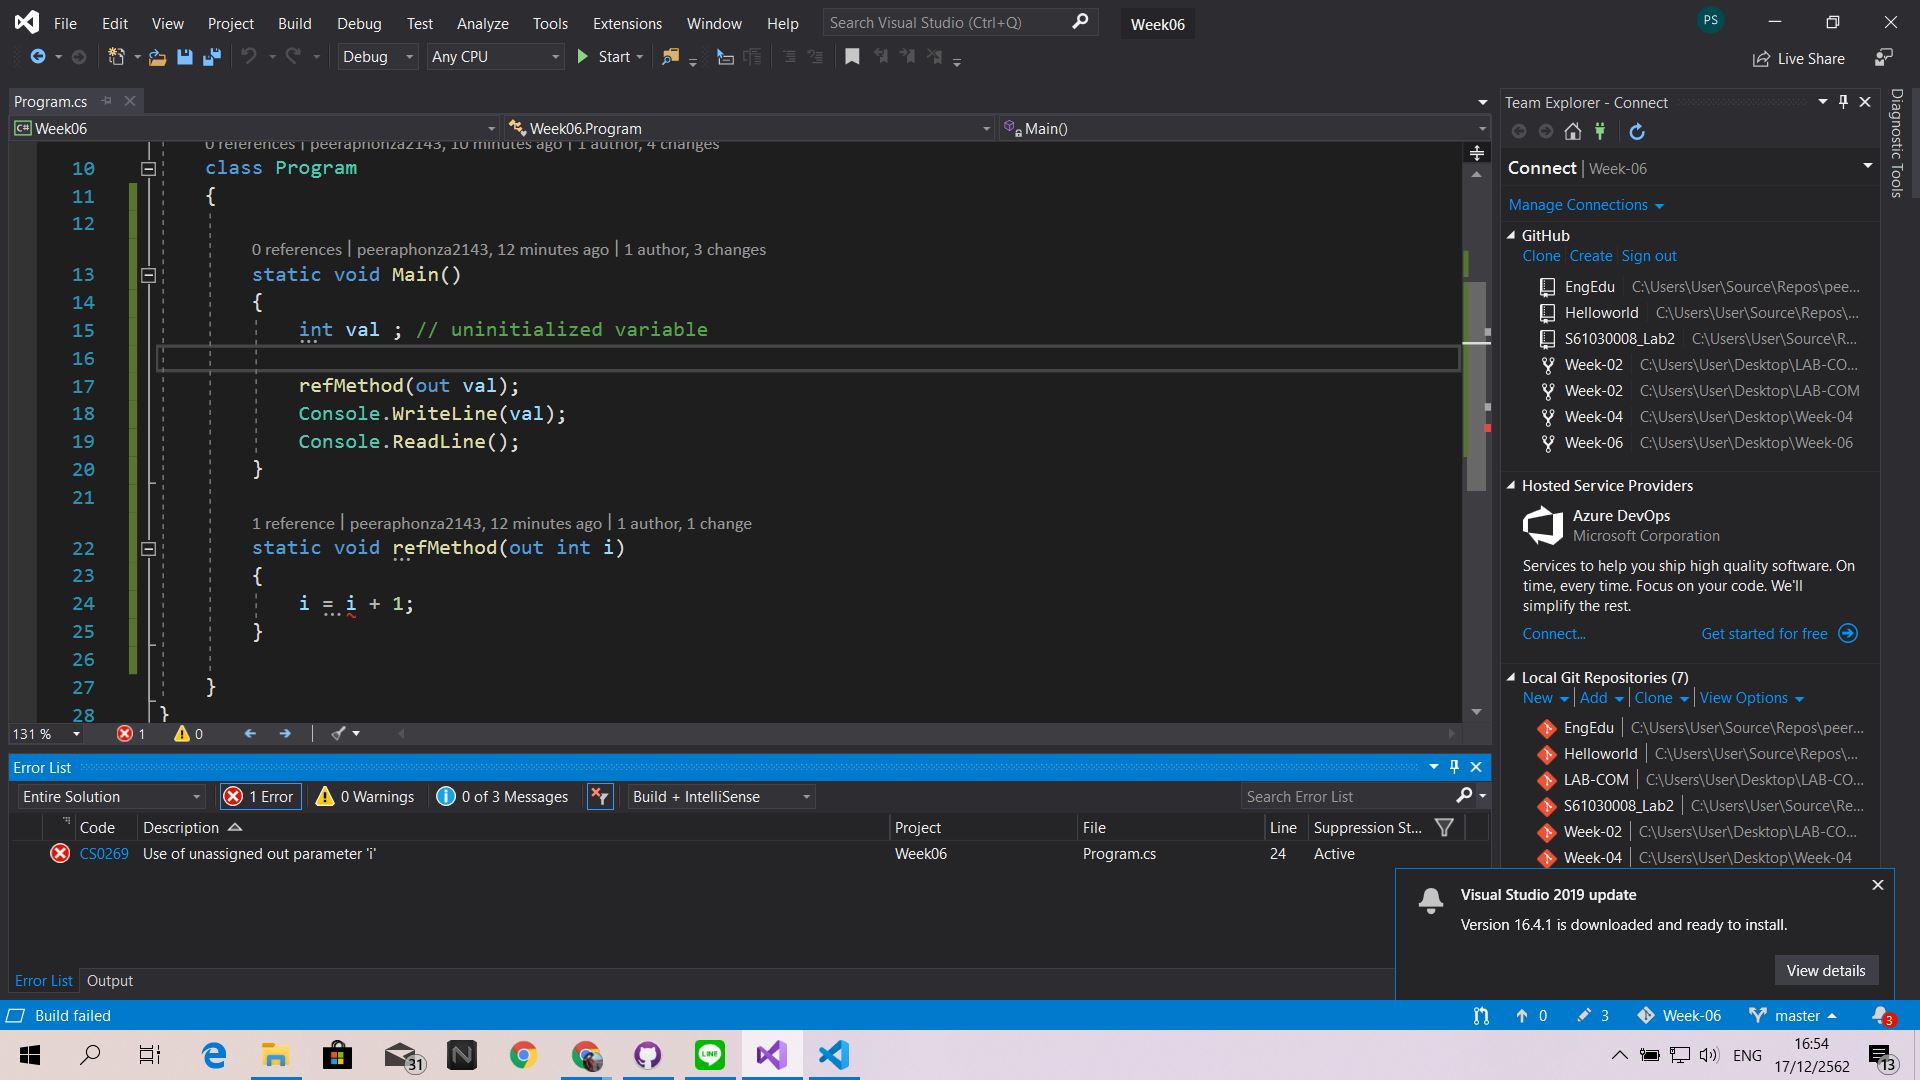 File Edit View Project Build Debug Test Analyze Tools Extensions Window Help Search Visual Studio (Ctrl+Q) Week06 PS
Debug Any CPU Start Live Share
Program.cs
C# Week06 Week06.Program Main()
0 references | peeraphonza2143, 10 minutes ago | 1 author, 4 changes
10 class Program
11 {
12
0 references | peeraphonza2143, 12 minutes ago | 1 author, 3 changes
13 static void Main()
14 {
15 int val ; // uninitialized variable
16
17 refMethod(out val);
18 Console.WriteLine(val);
19 Console.ReadLine();
20 }
21
1 reference | peeraphonza2143, 12 minutes ago | 1 author, 1 change
22 static void refMethod(out int i)
23 {
24 i = i + 1;
25 }
26
27 }
28 }
131 % 1 0
Error List
Entire Solution 1 Error 0 Warnings 0 of 3 Messages Build + IntelliSense Search Error List
Code Description Project File Line Suppression St...
CS0269 Use of unassigned out parameter 'i' Week06 Program.cs 24 Active
Error List Output
Team Explorer - Connect
Connect | Week-06
Manage Connections
GitHub
Clone Create Sign out
EngEdu C:\Users\User\Source\Repos\pee...
Helloworld C:\Users\User\Source\Repos\...
S61030008_Lab2 C:\Users\User\Source\R...
Week-02 C:\Users\User\Desktop\LAB-CO...
Week-02 C:\Users\User\Desktop\LAB-COM
Week-04 C:\Users\User\Desktop\Week-04
Week-06 C:\Users\User\Desktop\Week-06
Hosted Service Providers
Azure DevOps
Microsoft Corporation
Services to help you ship high quality software. On
time, every time. Focus on your code. We'll
simplify the rest.
Connect... Get started for free
Local Git Repositories (7)
New Add Clone View Options
EngEdu C:\Users\User\Source\Repos\peer...
Helloworld C:\Users\User\Source\Repos\...
LAB-COM C:\Users\User\Desktop\LAB-CO...
S61030008_Lab2 C:\Users\User\Source\Re...
Week-02 C:\Users\User\Desktop\LAB-CO...
Week-04 C:\Users\User\Desktop\Week-04
Diagnostic Tools
Visual Studio 2019 update
Version 16.4.1 is downloaded and ready to install.
View details
Build failed 0 3 Week-06 master 3
31 LINE ENG 16:54
17/12/2562 13